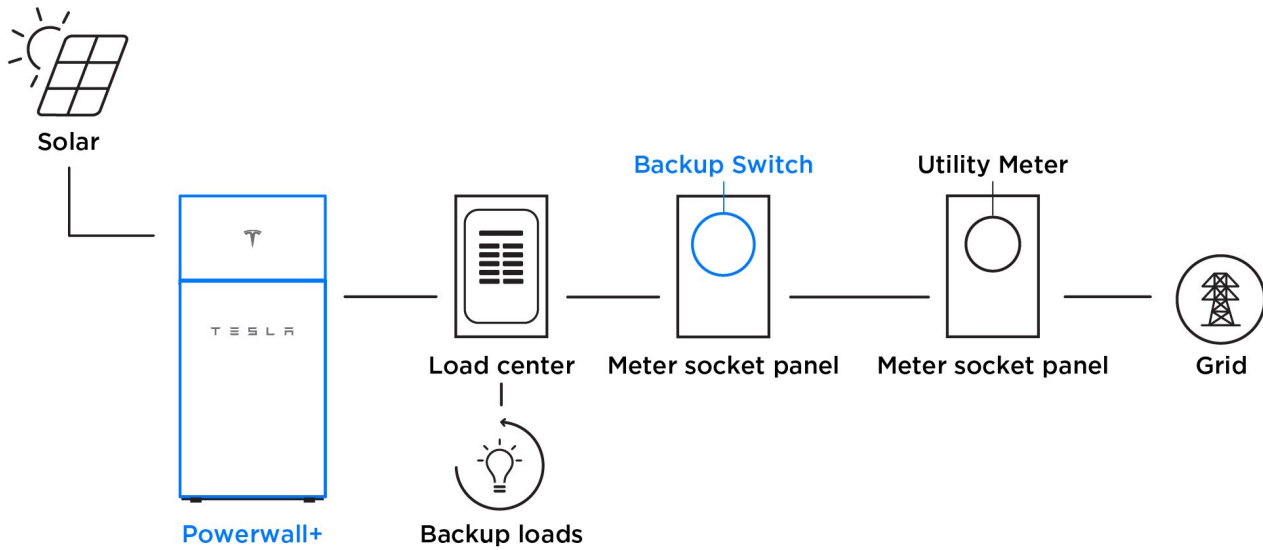 Solar
Backup Switch
Utility Meter
TESLA
Load center
Meter socket panel
Meter socket panel
Grid
Powerwall+
Backup loads